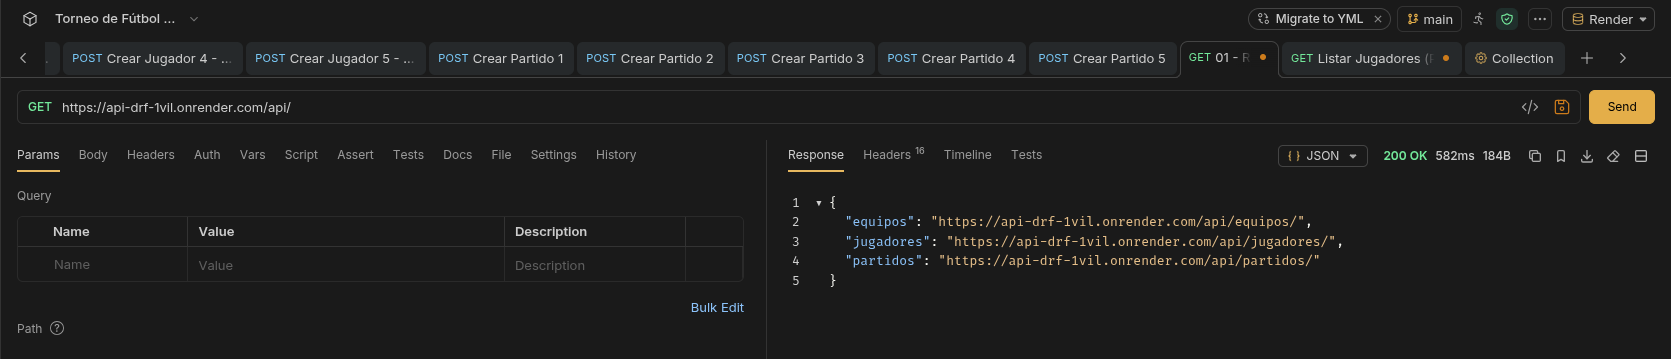 Torneo de Fútbol ...
Migrate to YML
main
Render
POST Crear Jugador 4 - ...
POST Crear Jugador 5 - ...
POST Crear Partido 1
POST Crear Partido 2
POST Crear Partido 3
POST Crear Partido 4
POST Crear Partido 5
GET 01 - R
GET Listar Jugadores (
Collection
GET https://api-drf-1vil.onrender.com/api/
Send
Params Body Headers Auth Vars Script Assert Tests Docs File Settings History
Response Headers 16 Timeline Tests
{ } JSON
200 OK 582ms 184B
Query
Name Value Description
Name Value Description
Bulk Edit
Path ?
1 {
2 "equipos": "https://api-drf-1vil.onrender.com/api/equipos/",
3 "jugadores": "https://api-drf-1vil.onrender.com/api/jugadores/",
4 "partidos": "https://api-drf-1vil.onrender.com/api/partidos/"
5 }